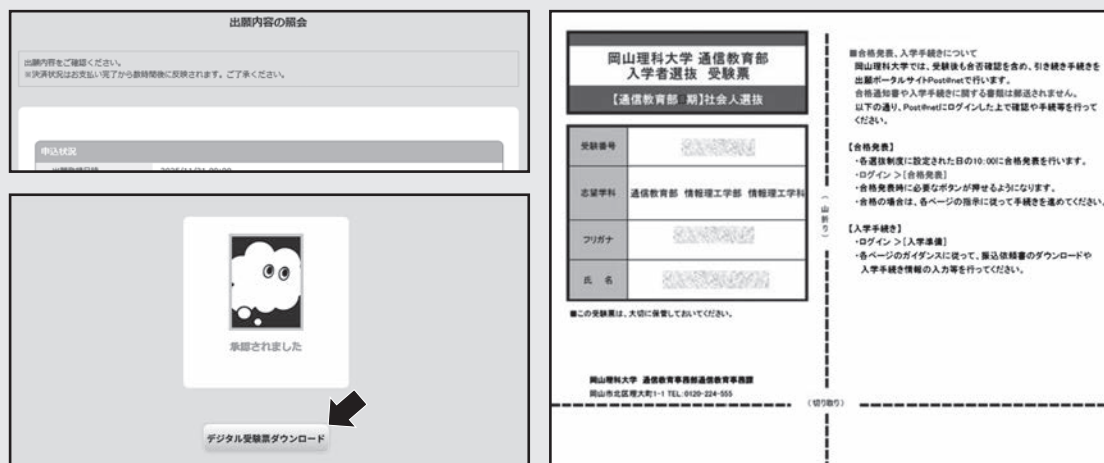 出願内容の照会
出願内容をご確認ください。
※決済状況はお支払い完了から数時間後に反映されます。ご了承ください。
申込状況
承認されました
デジタル受験票ダウンロード
岡山理科大学 通信教育部
入学者選抜 受験票
【通信教育部 期】社会人選抜
受験番号
志望学科 通信教育部 情報理工学部 情報理工学科
フリガナ
氏 名
■この受験票は、大切に保管しておいてください。
岡山理科大学 通信教育事務部通信教育事務課
岡山市北区理大町1-1 TEL:0120-224-555
(山折り)
(切り取り)
■合格発表、入学手続きについて
岡山理科大学では、受験後も合否確認を含め、引き続き手続きを
出願ポータルサイトPost@netで行います。
合格通知書や入学手続きに関する書類は郵送されません。
以下の通り、Post@netにログインした上で確認や手続等を行って
ください。
【合格発表】
・各選抜制度に設定された日の10:00に合格発表を行います。
・ログイン >[合格発表]
・合格発表時に必要なボタンが押せるようになります。
・合格の場合は、各ページの指示に従って手続きを進めてください。
【入学手続き】
・ログイン >[入学準備]
・各ページのガイダンスに従って、振込依頼書のダウンロードや
入学手続き情報の入力等を行ってください。